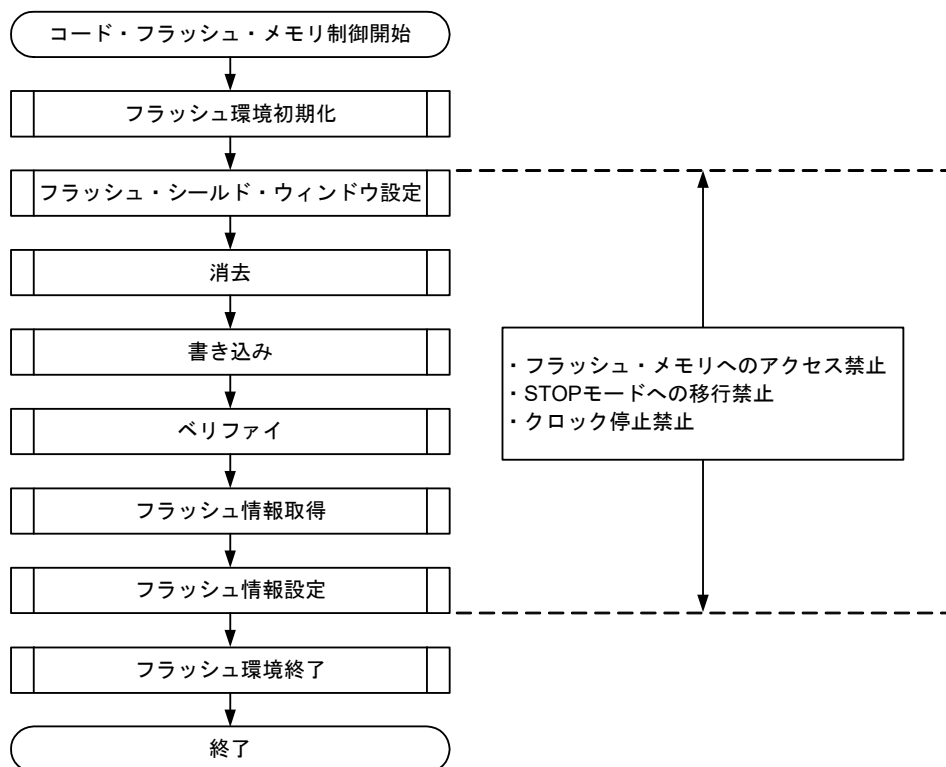 コード・フラッシュ・メモリ制御開始
フラッシュ環境初期化
フラッシュ・シールド・ウィンドウ設定
消去
書き込み
ベリファイ
フラッシュ情報取得
フラッシュ情報設定
フラッシュ環境終了
終了
・フラッシュ・メモリへのアクセス禁止
・STOPモードへの移行禁止
・クロック停止禁止